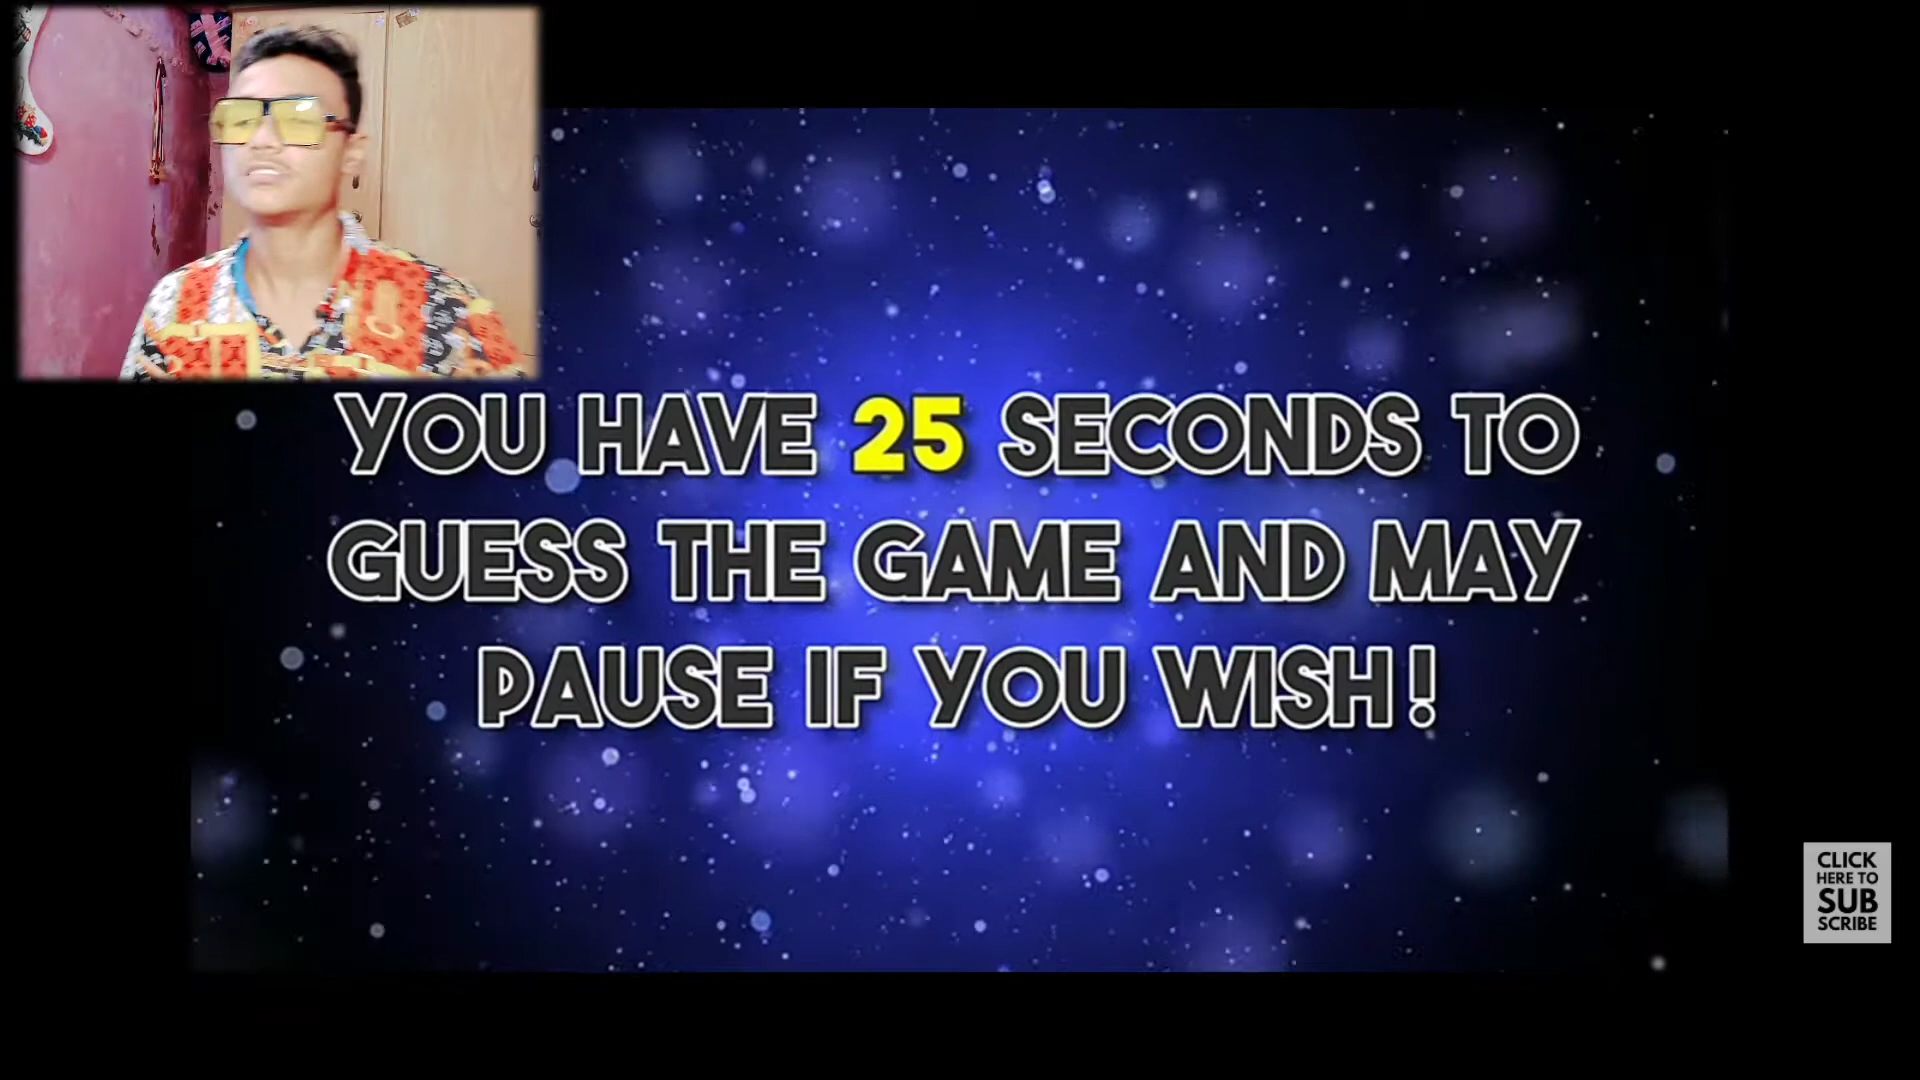 YOU HAVE 25 SECONDS TO
GUESS THE GAME AND MAY
PAUSE IF YOU WISH!
CLICK
HERE TO
SUB
SCRIBE